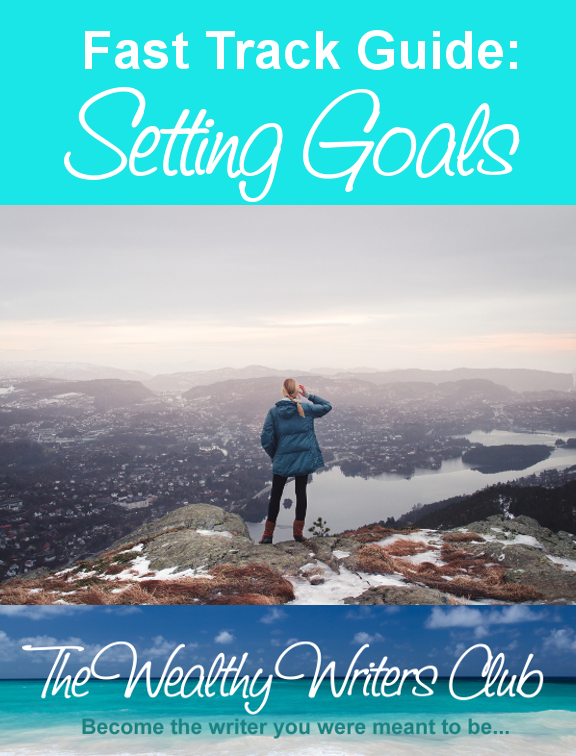 Fast Track Guide:
Setting Goals
The Wealthy Writers Club
Become the writer you were meant to be...